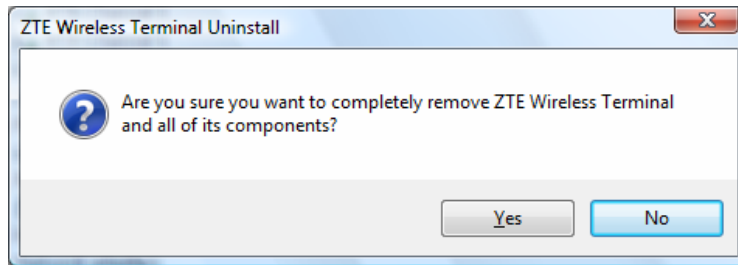 ZTE Wireless Terminal Uninstall
Are you sure you want to completely remove ZTE Wireless Terminal
and all of its components?
Yes
No